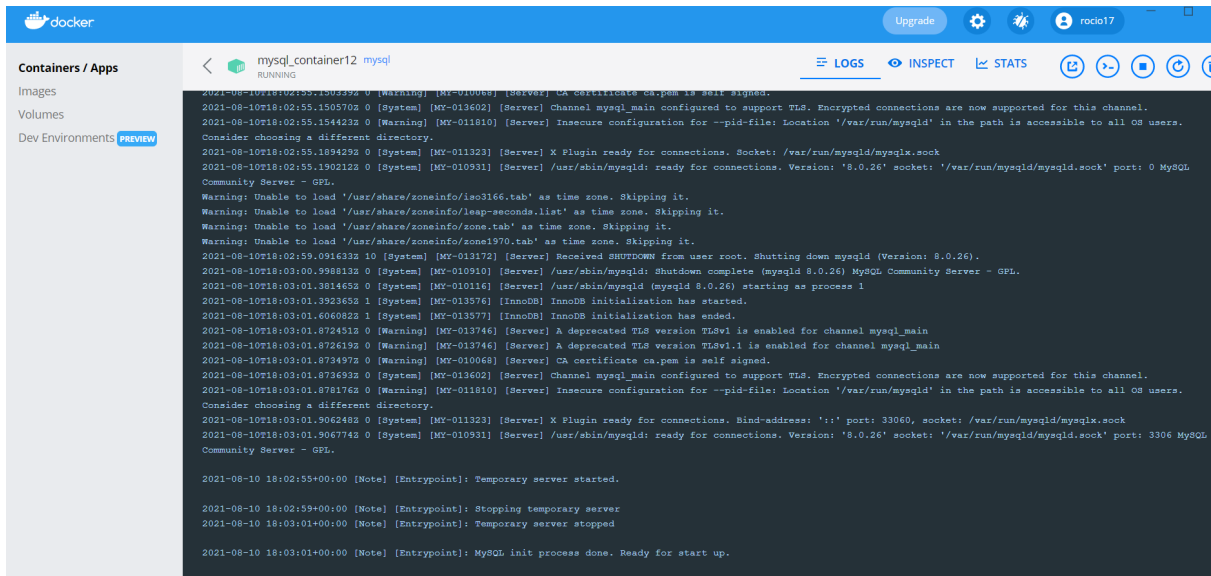 docker
Upgrade
rocio17
Containers / Apps
Images
Volumes
Dev Environments PREVIEW
mysql_container12 mysql
RUNNING
LOGS
INSPECT
STATS
2021-08-10T18:02:55.150339Z 0 [Warning] [MY-010068] [Server] CA certificate ca.pem is self signed.
2021-08-10T18:02:55.150570Z 0 [System] [MY-013602] [Server] Channel mysql_main configured to support TLS. Encrypted connections are now supported for this channel.
2021-08-10T18:02:55.154423Z 0 [Warning] [MY-011810] [Server] Insecure configuration for --pid-file: Location '/var/run/mysqld' in the path is accessible to all OS users.
Consider choosing a different directory.
2021-08-10T18:02:55.189429Z 0 [System] [MY-011323] [Server] X Plugin ready for connections. Socket: /var/run/mysqld/mysqlx.sock
2021-08-10T18:02:55.190212Z 0 [System] [MY-010931] [Server] /usr/sbin/mysqld: ready for connections. Version: '8.0.26' socket: '/var/run/mysqld/mysqld.sock' port: 0 MySQL
Community Server - GPL.
Warning: Unable to load '/usr/share/zoneinfo/iso3166.tab' as time zone. Skipping it.
Warning: Unable to load '/usr/share/zoneinfo/leap-seconds.list' as time zone. Skipping it.
Warning: Unable to load '/usr/share/zoneinfo/zone.tab' as time zone. Skipping it.
Warning: Unable to load '/usr/share/zoneinfo/zone1970.tab' as time zone. Skipping it.
2021-08-10T18:02:59.091633Z 10 [System] [MY-013172] [Server] Received SHUTDOWN from user root. Shutting down mysqld (Version: 8.0.26).
2021-08-10T18:03:00.998813Z 0 [System] [MY-010910] [Server] /usr/sbin/mysqld: Shutdown complete (mysqld 8.0.26) MySQL Community Server - GPL.
2021-08-10T18:03:01.381465Z 0 [System] [MY-010116] [Server] /usr/sbin/mysqld (mysqld 8.0.26) starting as process 1
2021-08-10T18:03:01.392365Z 1 [System] [MY-013576] [InnoDB] InnoDB initialization has started.
2021-08-10T18:03:01.606082Z 1 [System] [MY-013577] [InnoDB] InnoDB initialization has ended.
2021-08-10T18:03:01.872451Z 0 [Warning] [MY-013746] [Server] A deprecated TLS version TLSv1 is enabled for channel mysql_main
2021-08-10T18:03:01.872619Z 0 [Warning] [MY-013746] [Server] A deprecated TLS version TLSv1.1 is enabled for channel mysql_main
2021-08-10T18:03:01.873497Z 0 [Warning] [MY-010068] [Server] CA certificate ca.pem is self signed.
2021-08-10T18:03:01.873693Z 0 [System] [MY-013602] [Server] Channel mysql_main configured to support TLS. Encrypted connections are now supported for this channel.
2021-08-10T18:03:01.878176Z 0 [Warning] [MY-011810] [Server] Insecure configuration for --pid-file: Location '/var/run/mysqld' in the path is accessible to all OS users.
Consider choosing a different directory.
2021-08-10T18:03:01.906248Z 0 [System] [MY-011323] [Server] X Plugin ready for connections. Bind-address: '::' port: 33060, socket: /var/run/mysqld/mysqlx.sock
2021-08-10T18:03:01.906774Z 0 [System] [MY-010931] [Server] /usr/sbin/mysqld: ready for connections. Version: '8.0.26' socket: '/var/run/mysqld/mysqld.sock' port: 3306 MySQL
Community Server - GPL.
2021-08-10 18:02:55+00:00 [Note] [Entrypoint]: Temporary server started.
2021-08-10 18:02:59+00:00 [Note] [Entrypoint]: Stopping temporary server
2021-08-10 18:03:01+00:00 [Note] [Entrypoint]: Temporary server stopped
2021-08-10 18:03:01+00:00 [Note] [Entrypoint]: MySQL init process done. Ready for start up.